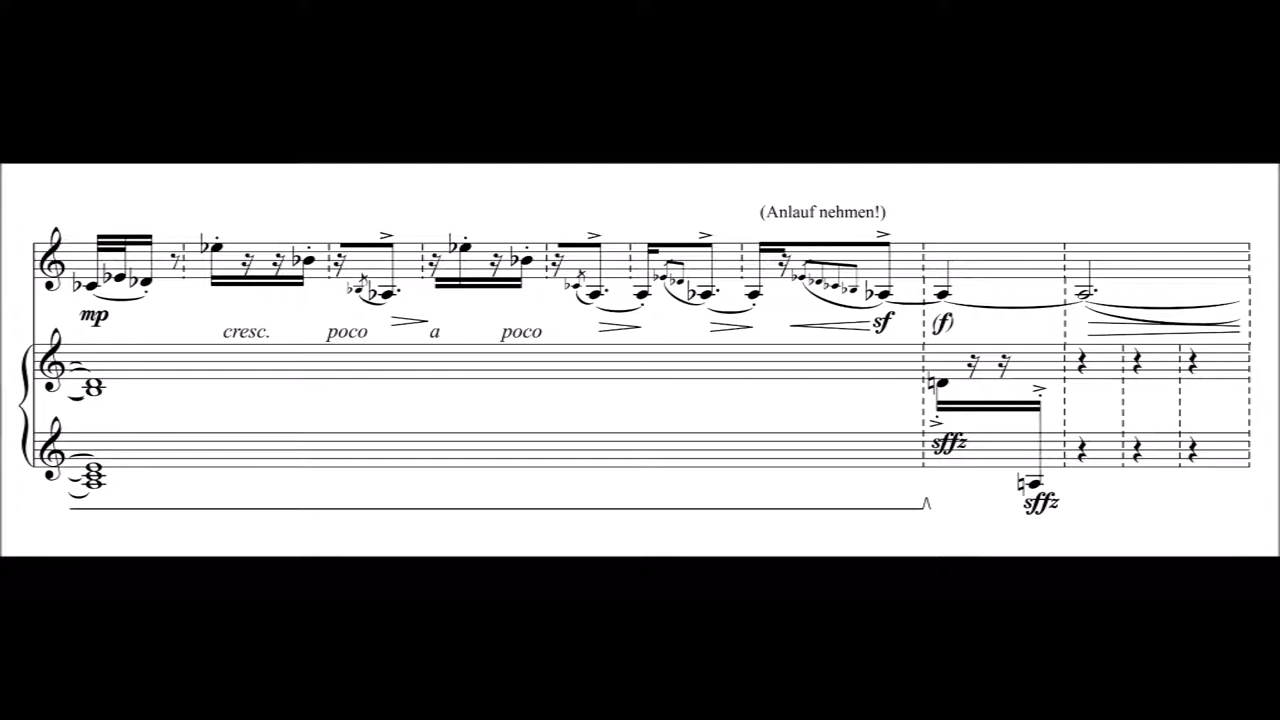 (Anlauf nehmen!)
mp
sf
(f)
cresc. poco a poco
sffz
sffz